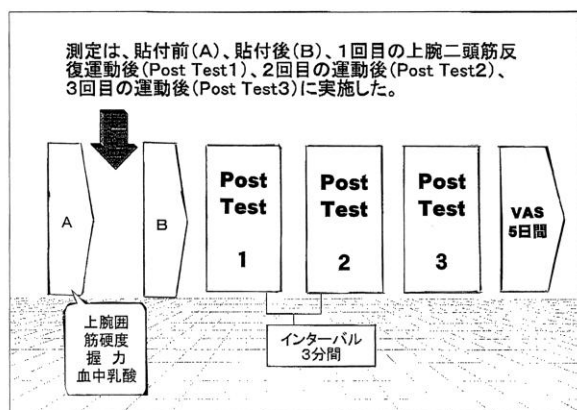 測定は、貼付前(A)、貼付後(B)、1回目の上腕二頭筋反
復運動後(Post Test1)、2回目の運動後(Post Test2)、
3回目の運動後(Post Test3)に実施した。
A
B
Post
Test
1
Post
Test
2
Post
Test
3
VAS
5日間
上腕囲
筋硬度
握 力
血中乳酸
インターバル
3分間